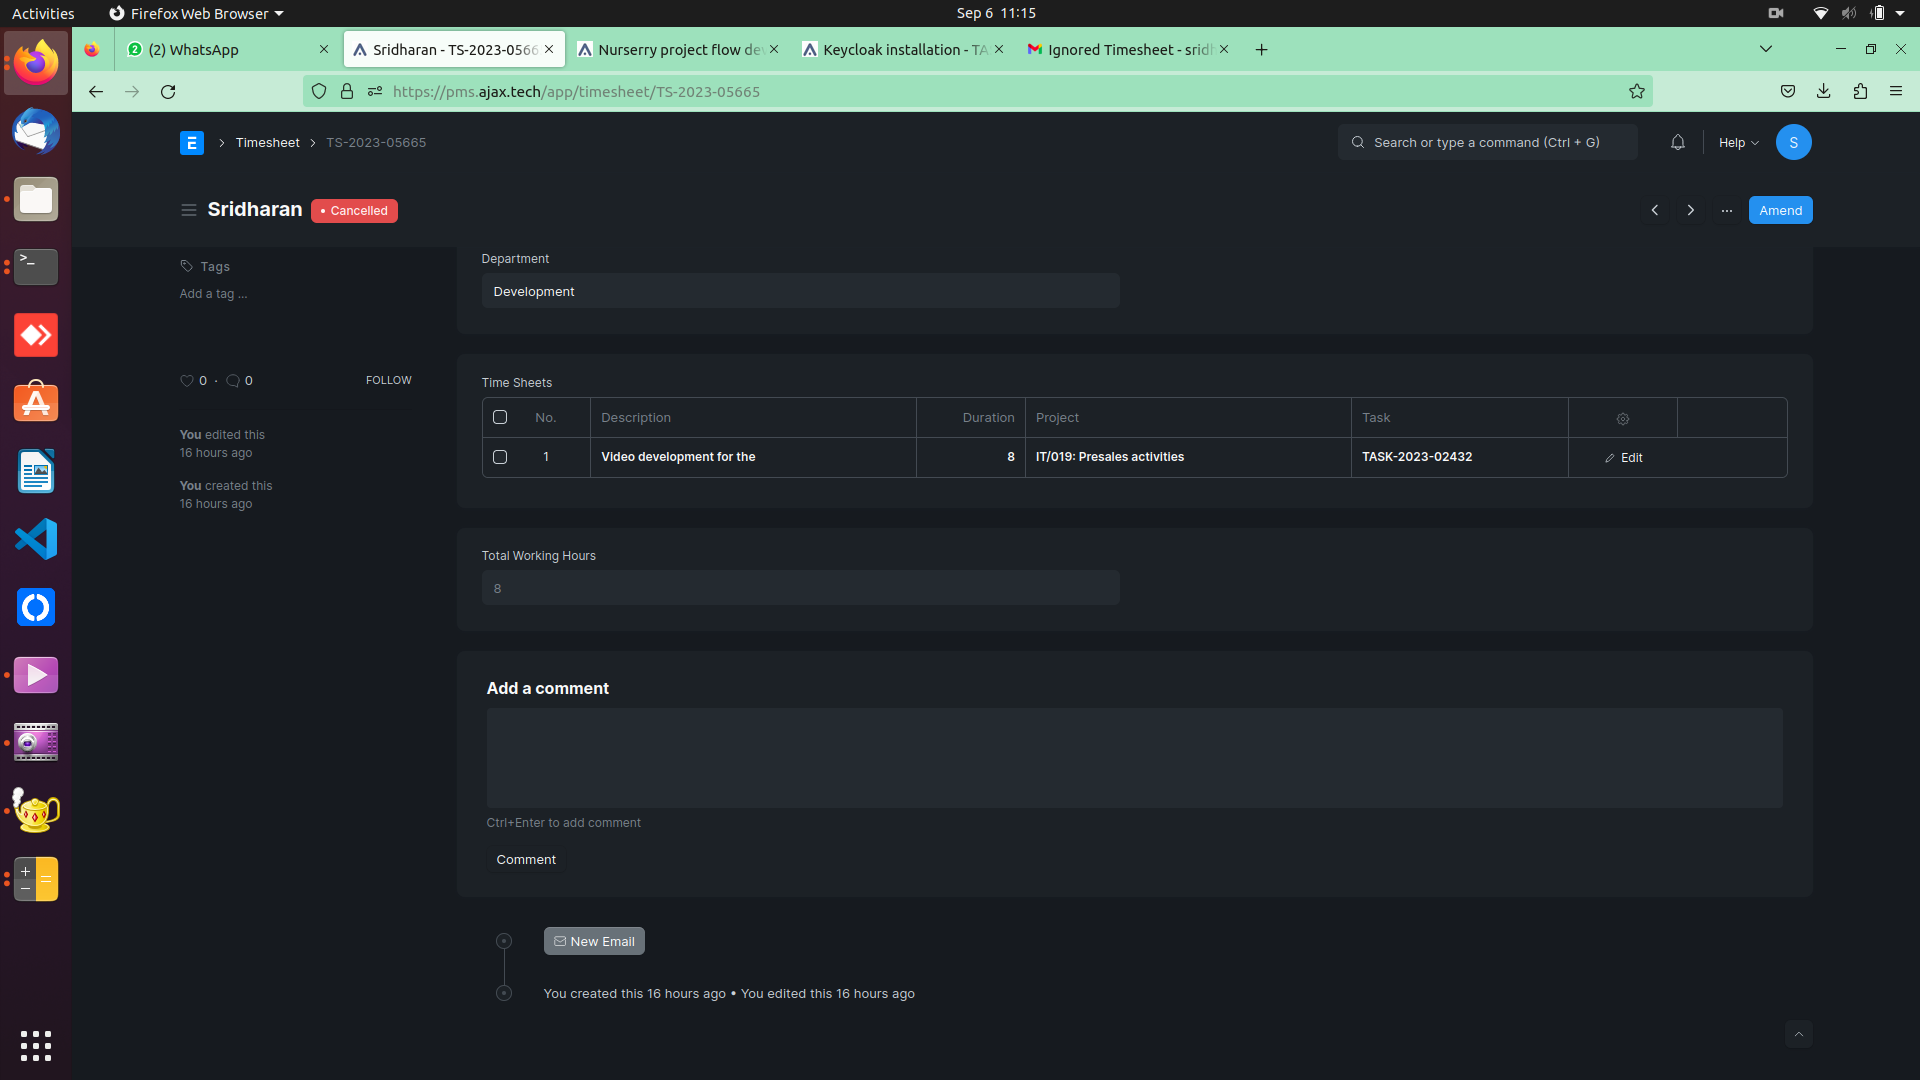 Activities
Firefox Web Browser
Sep 6 11:15
(2) WhatsApp
Sridharan - TS-2023-0566
Nurserry project flow dev
Keycloak installation - TA
Ignored Timesheet - sridh
https://pms.ajax.tech/app/timesheet/TS-2023-05665
E
Timesheet
TS-2023-05665
Search or type a command (Ctrl + G)
Help
S
Sridharan
• Cancelled
...
Amend
Tags
Add a tag ...
0 · 0
FOLLOW
You edited this
16 hours ago
You created this
16 hours ago
Department
Development
Time Sheets
No. Description Duration Project Task
1 Video development for the 8 IT/019: Presales activities TASK-2023-02432 Edit
Total Working Hours
8
Add a comment
Ctrl+Enter to add comment
Comment
New Email
You created this 16 hours ago • You edited this 16 hours ago